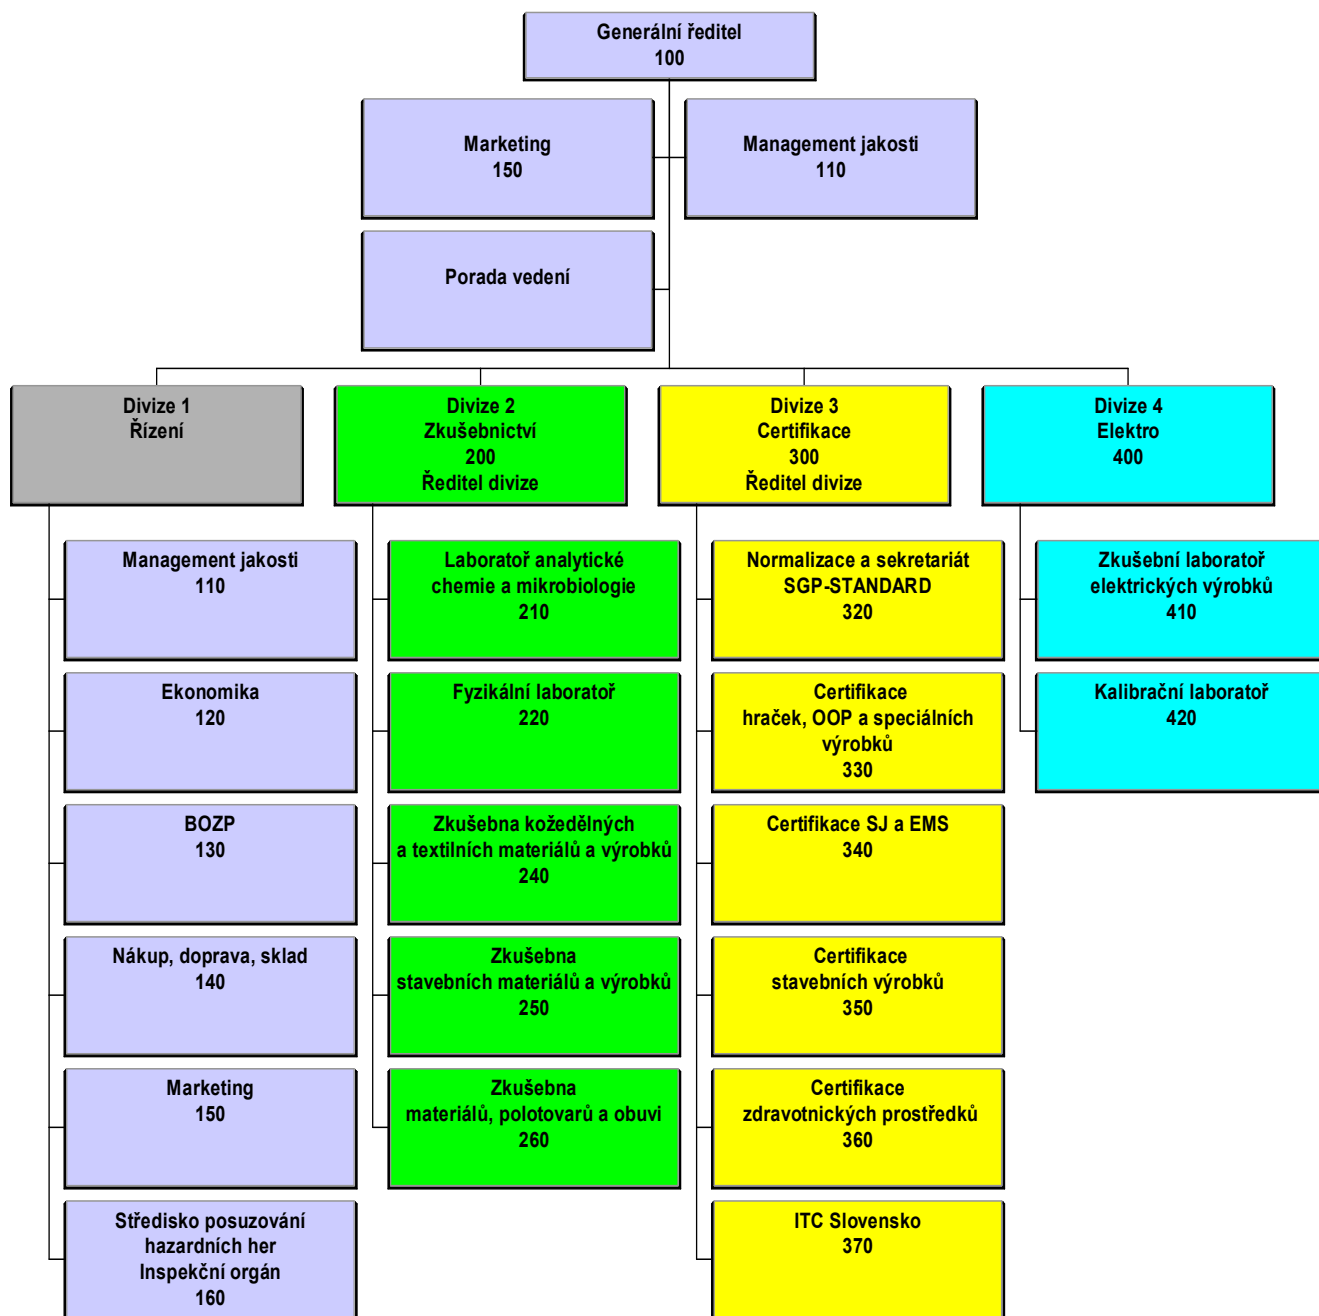 Generální ředitel
100
Marketing
150
Management jakosti
110
Porada vedení
Divize 1
Řízení
Divize 2
Zkušebnictví
200
Ředitel divize
Divize 3
Certifikace
300
Ředitel divize
Divize 4
Elektro
400
Management jakosti
110
Ekonomika
120
BOZP
130
Nákup, doprava, sklad
140
Marketing
150
Středisko posuzování
hazardních her
Inspekční orgán
160
Laboratoř analytické
chemie a mikrobiologie
210
Fyzikální laboratoř
220
Zkušebna kožedělných
a textilních materiálů a výrobků
240
Zkušebna
stavebních materiálů a výrobků
250
Zkušebna
materiálů, polotovarů a obuvi
260
Normalizace a sekretariát
SGP-STANDARD
320
Certifikace
hraček, OOP a speciálních
výrobků
330
Certifikace SJ a EMS
340
Certifikace
stavebních výrobků
350
Certifikace
zdravotnických prostředků
360
ITC Slovensko
370
Zkušební laboratoř
elektrických výrobků
410
Kalibrační laboratoř
420